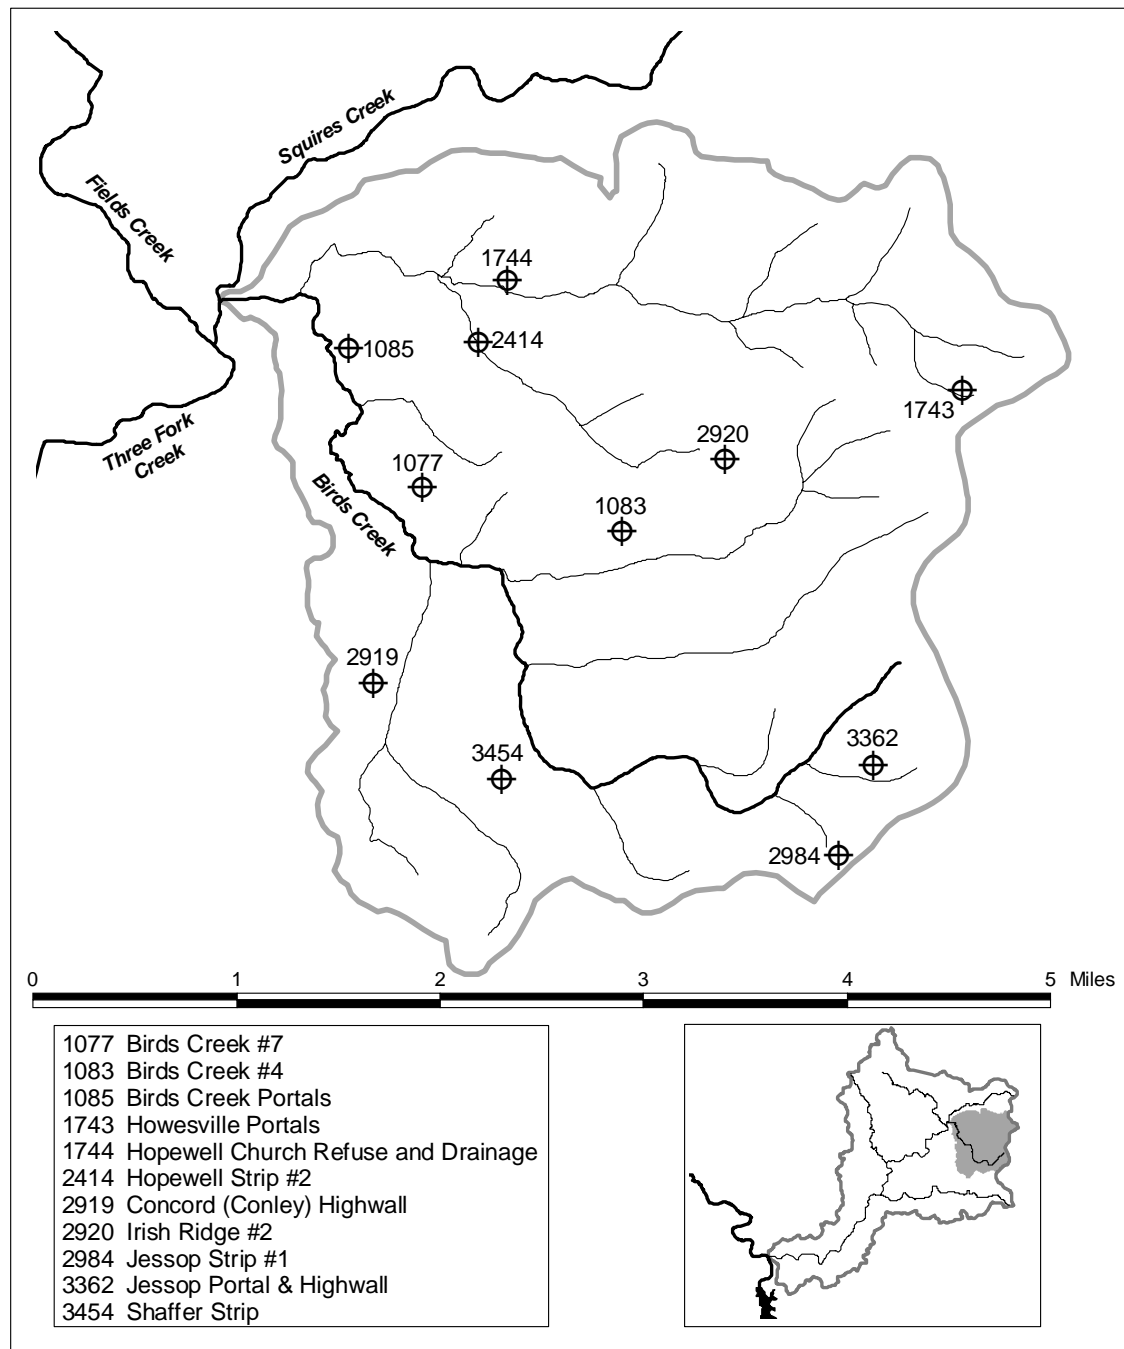 Squires Creek
Fields Creek
1744
2414
1085
1743
Three Fork
Creek
2920
1077
Birds Creek
1083
2919
3362
3454
2984
0 1 2 3 4 5 Miles
1077 Birds Creek #7
1083 Birds Creek #4
1085 Birds Creek Portals
1743 Howesville Portals
1744 Hopewell Church Refuse and Drainage
2414 Hopewell Strip #2
2919 Concord (Conley) Highwall
2920 Irish Ridge #2
2984 Jessop Strip #1
3362 Jessop Portal & Highwall
3454 Shaffer Strip